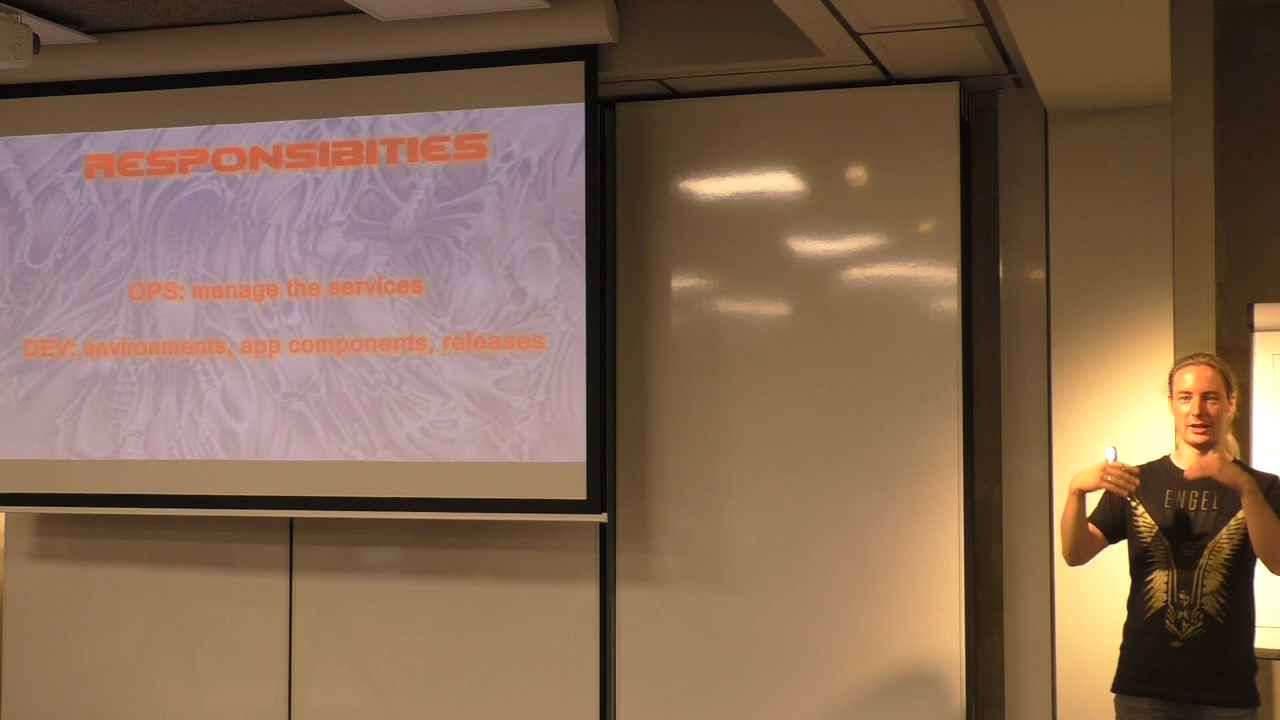 RESPONSIBITIES
OPS: manage the services
DEV: environments, app components, releases
ENGEL